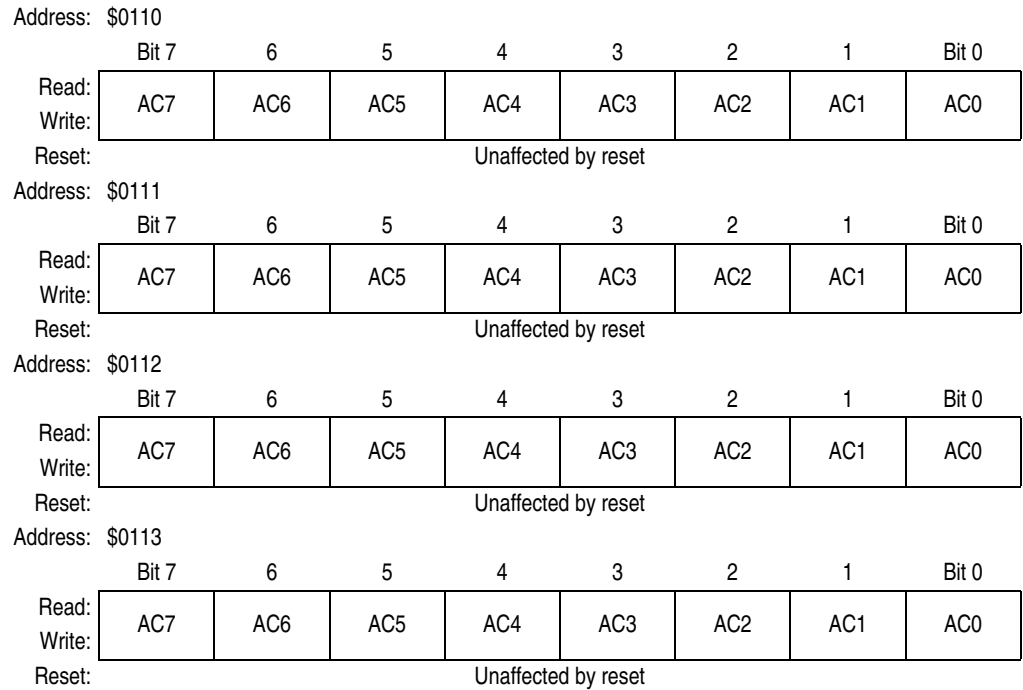 Address: $0110
Bit 7 6 5 4 3 2 1 Bit 0
Read:
AC7 AC6 AC5 AC4 AC3 AC2 AC1 AC0
Write:
Reset: Unaffected by reset
Address: $0111
Bit 7 6 5 4 3 2 1 Bit 0
Read:
AC7 AC6 AC5 AC4 AC3 AC2 AC1 AC0
Write:
Reset: Unaffected by reset
Address: $0112
Bit 7 6 5 4 3 2 1 Bit 0
Read:
AC7 AC6 AC5 AC4 AC3 AC2 AC1 AC0
Write:
Reset: Unaffected by reset
Address: $0113
Bit 7 6 5 4 3 2 1 Bit 0
Read:
AC7 AC6 AC5 AC4 AC3 AC2 AC1 AC0
Write:
Reset: Unaffected by reset